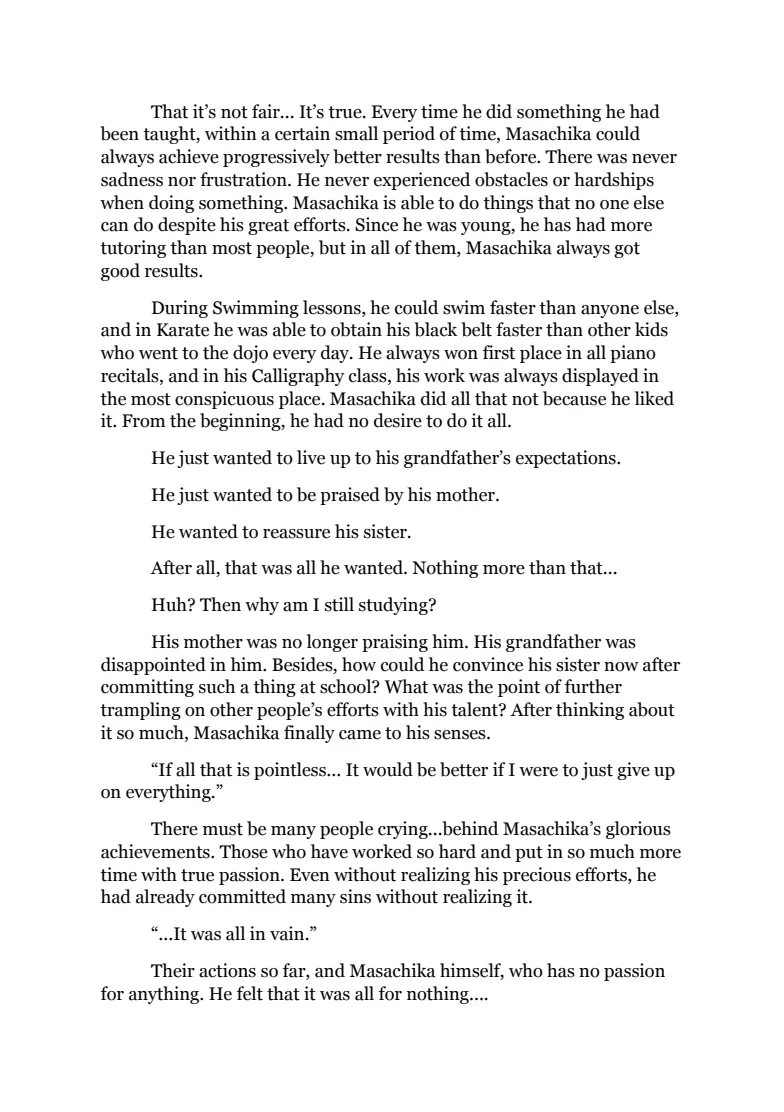 That it’s not fair... It’s true. Every time he did something he had
been taught, within a certain small period of time, Masachika could
always achieve progressively better results than before. There was never
sadness nor frustration. He never experienced obstacles or hardships
when doing something. Masachika is able to do things that no one else
can do despite his great efforts. Since he was young, he has had more
tutoring than most people, but in all of them, Masachika always got
good results.
During Swimming lessons, he could swim faster than anyone else,
and in Karate he was able to obtain his black belt faster than other kids
who went to the dojo every day. He always won first place in all piano
recitals, and in his Calligraphy class, his work was always displayed in
the most conspicuous place. Masachika did all that not because he liked
it. From the beginning, he had no desire to do it all.
He just wanted to live up to his grandfather’s expectations.
He just wanted to be praised by his mother.
He wanted to reassure his sister.
After all, that was all he wanted. Nothing more than that...
Huh? Then why am I still studying?
His mother was no longer praising him. His grandfather was
disappointed in him. Besides, how could he convince his sister now after
committing such a thing at school? What was the point of further
trampling on other people’s efforts with his talent? After thinking about
it so much, Masachika finally came to his senses.
“If all that is pointless... It would be better if I were to just give up
on everything.”
There must be many people crying...behind Masachika’s glorious
achievements. Those who have worked so hard and put in so much more
time with true passion. Even without realizing his precious efforts, he
had already committed many sins without realizing it.
“...It was all in vain.”
Their actions so far, and Masachika himself, who has no passion
for anything. He felt that it was all for nothing....